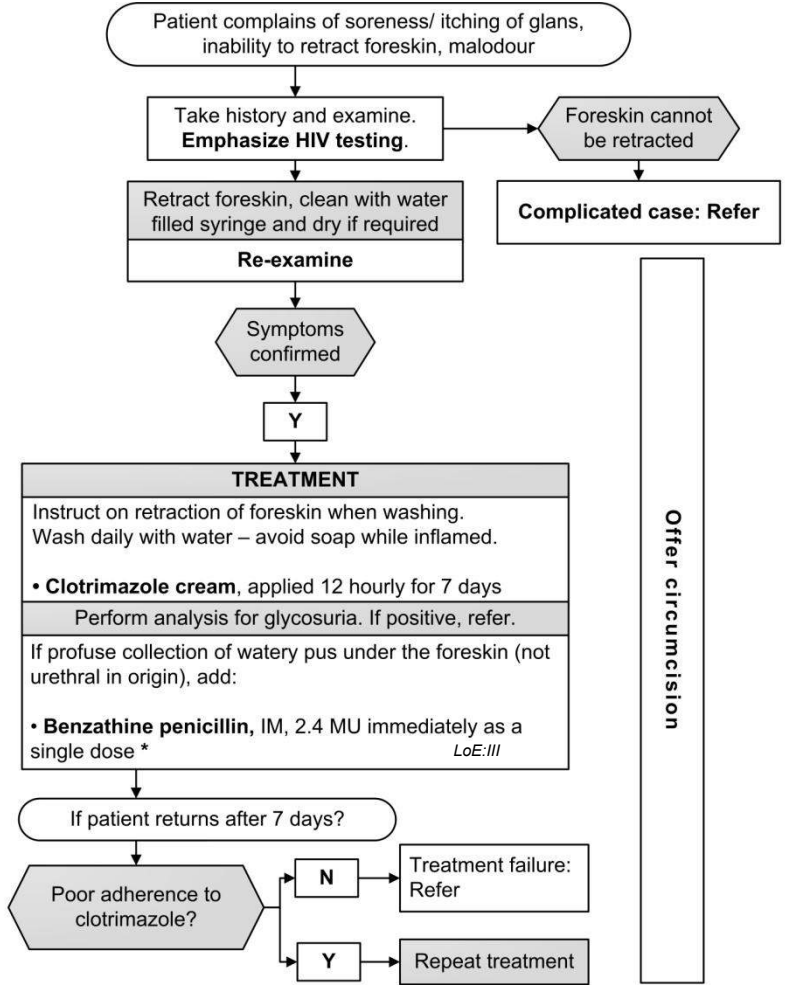 Patient complains of soreness/ itching of glans,
inability to retract foreskin, malodour
Take history and examine.
Emphasize HIV testing.
Foreskin cannot
be retracted
Complicated case: Refer
Retract foreskin, clean with water
filled syringe and dry if required
Re-examine
Symptoms
confirmed
Y
TREATMENT
Instruct on retraction of foreskin when washing.
Wash daily with water – avoid soap while inflamed.
• Clotrimazole cream, applied 12 hourly for 7 days
Perform analysis for glycosuria. If positive, refer.
If profuse collection of watery pus under the foreskin (not
urethral in origin), add:
• Benzathine penicillin, IM, 2.4 MU immediately as a
single dose * LoE:III
If patient returns after 7 days?
Poor adherence to
clotrimazole?
N
Treatment failure:
Refer
Y
Repeat treatment
Offer circumcision